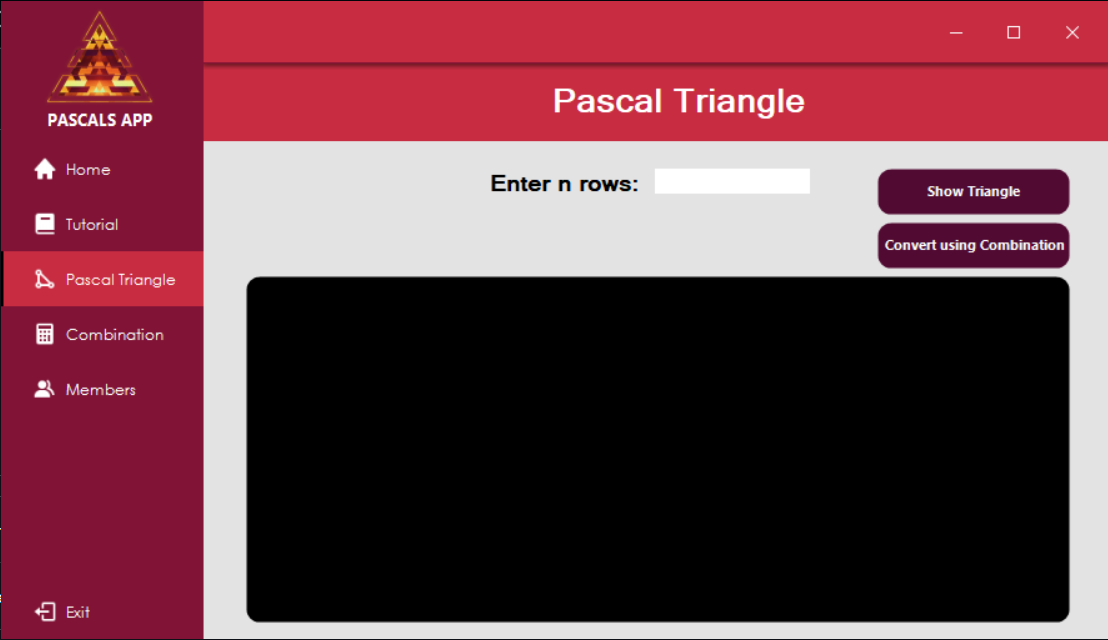 PASCALS APP
Home
Tutorial
Pascal Triangle
Combination
Members
Exit
Pascal Triangle
Enter n rows:
Show Triangle
Convert using Combination